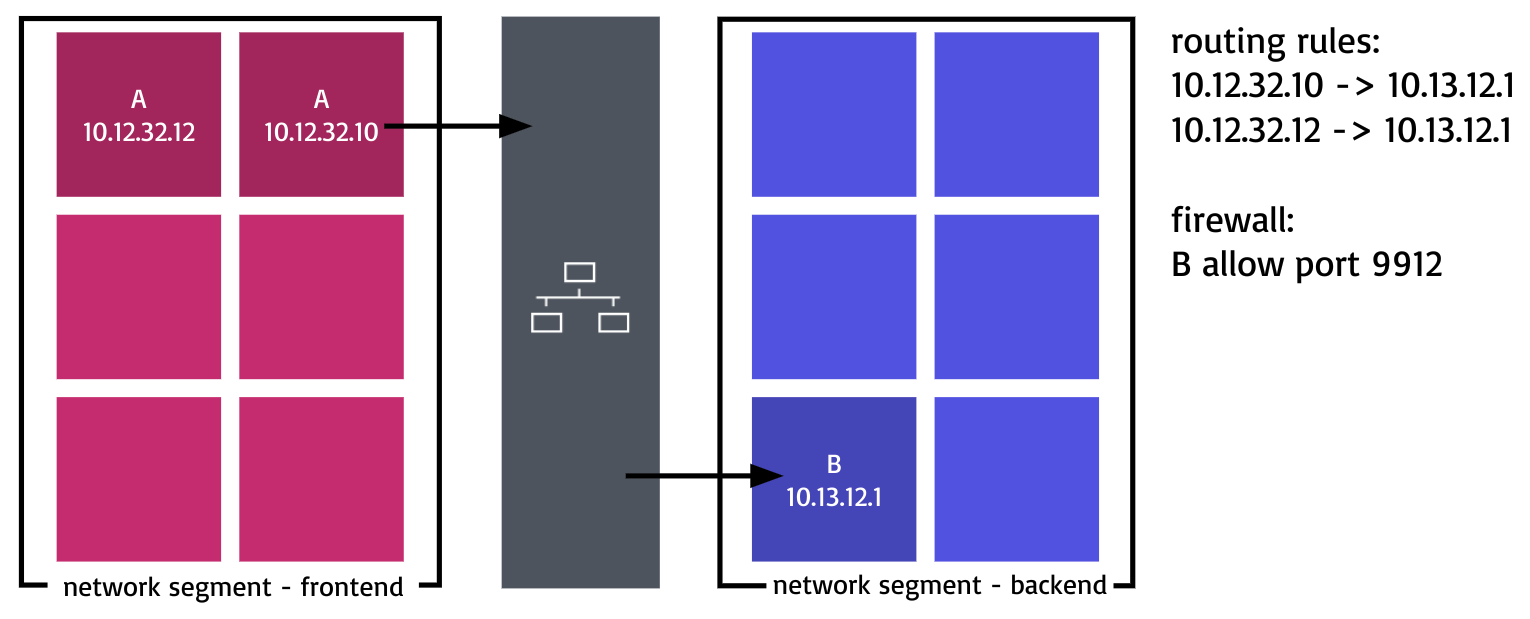 A
10.12.32.12
A
10.12.32.10
network segment - frontend
B
10.13.12.1
network segment - backend
routing rules:
10.12.32.10 -> 10.13.12.1
10.12.32.12 -> 10.13.12.1
firewall:
B allow port 9912